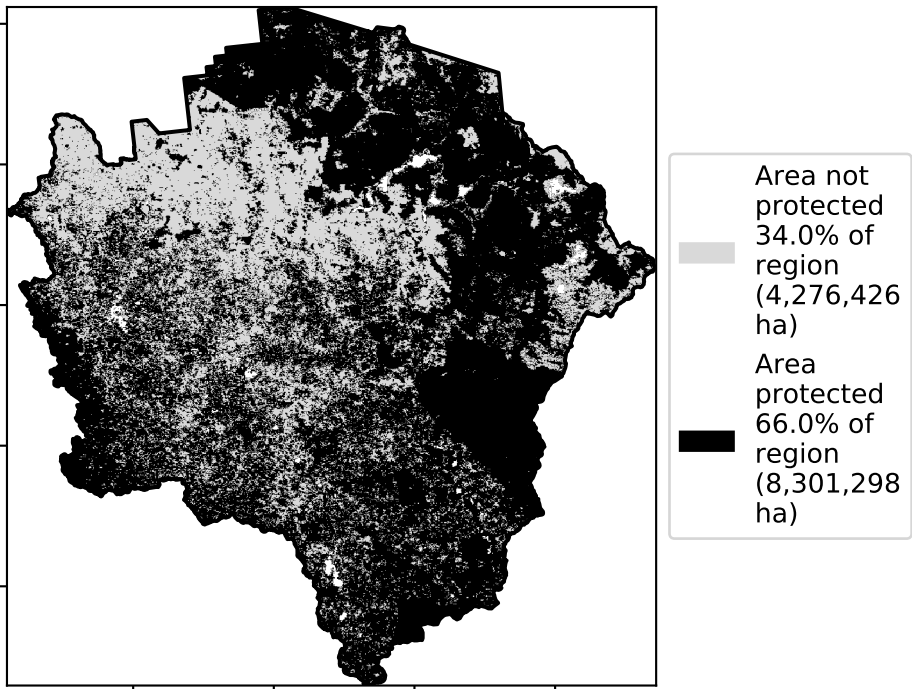 Area not
protected
34.0% of
region
(4,276,426
ha)
Area
protected
66.0% of
region
(8,301,298
ha)